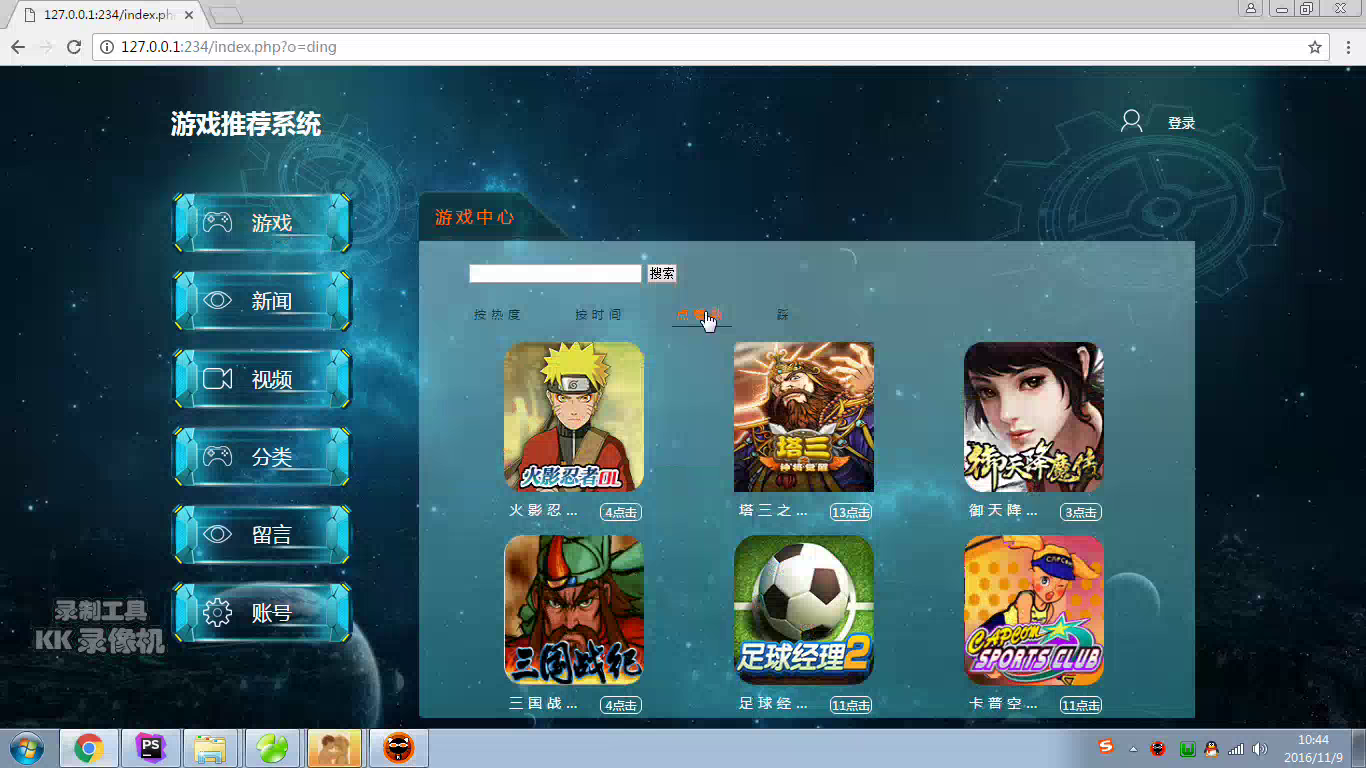 127.0.0.1:234/index.ph
127.0.0.1:234/index.php?o=ding
游戏推荐系统
登录
游戏
新闻
视频
分类
留言
账号
游戏中心
搜索
按热度
按时间
踩
火影忍者OL
塔三
御天降魔传
火影忍...
4点击
塔三之...
13点击
御天降...
3点击
三国战纪
足球经理2
CAPCOM
SPORTS CLUB
三国战...
4点击
足球经...
11点击
卡普空...
11点击
录制工具
KK 录像机
PS
10:44
2016/11/9